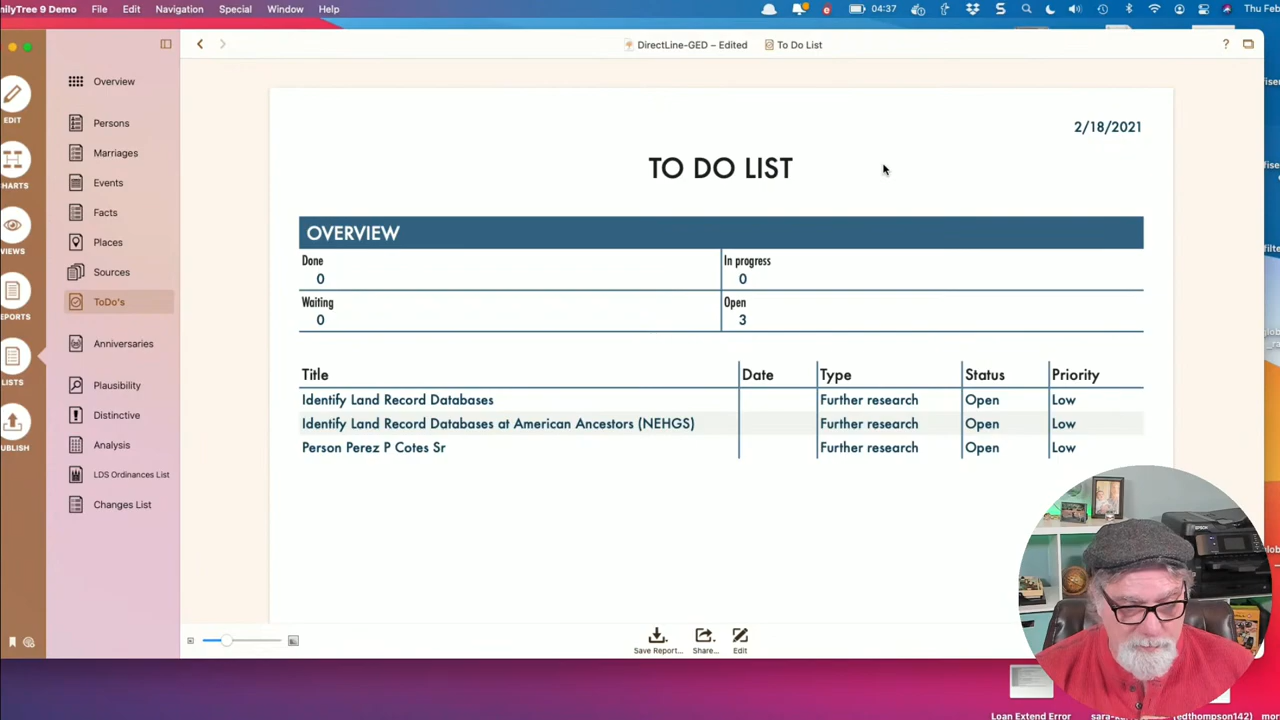 milyTree 9 Demo File Edit Navigation Special Window Help 04:37 Thu Feb
DirectLine-GED – Edited To Do List ?
EDIT
CHARTS
VIEWS
EPORTS
LISTS
UBLISH
Overview
Persons
Marriages
Events
Facts
Places
Sources
ToDo's
Anniversaries
Plausibility
Distinctive
Analysis
LDS Ordinances List
Changes List
2/18/2021
TO DO LIST
OVERVIEW
Done In progress
0 0
Waiting Open
0 3
Title Date Type Status Priority
Identify Land Record Databases Further research Open Low
Identify Land Record Databases at American Ancestors (NEHGS) Further research Open Low
Person Perez P Cotes Sr Further research Open Low
Save Report... Share... Edit
Loan Extend Error